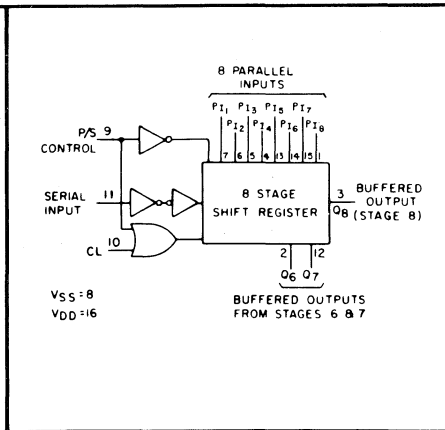 8 PARALLEL
INPUTS
PI1 PI3 PI5 PI7
PI2 PI4 PI6 PI8
P/S 9
CONTROL
7 6 5 4 13 14 15 1
SERIAL 11
INPUT
8 STAGE
SHIFT REGISTER
3 BUFFERED
OUTPUT
Q8 (STAGE 8)
10
CL
2 12
Q6 Q7
VSS = 8
VDD = 16
BUFFERED OUTPUTS
FROM STAGES 6 & 7